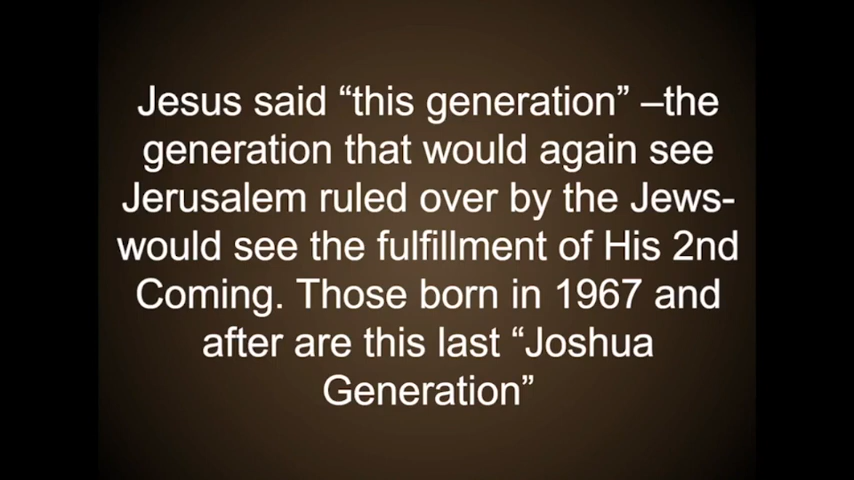 Jesus said “this generation” –the
generation that would again see
Jerusalem ruled over by the Jews-
would see the fulfillment of His 2nd
Coming. Those born in 1967 and
after are this last “Joshua
Generation”